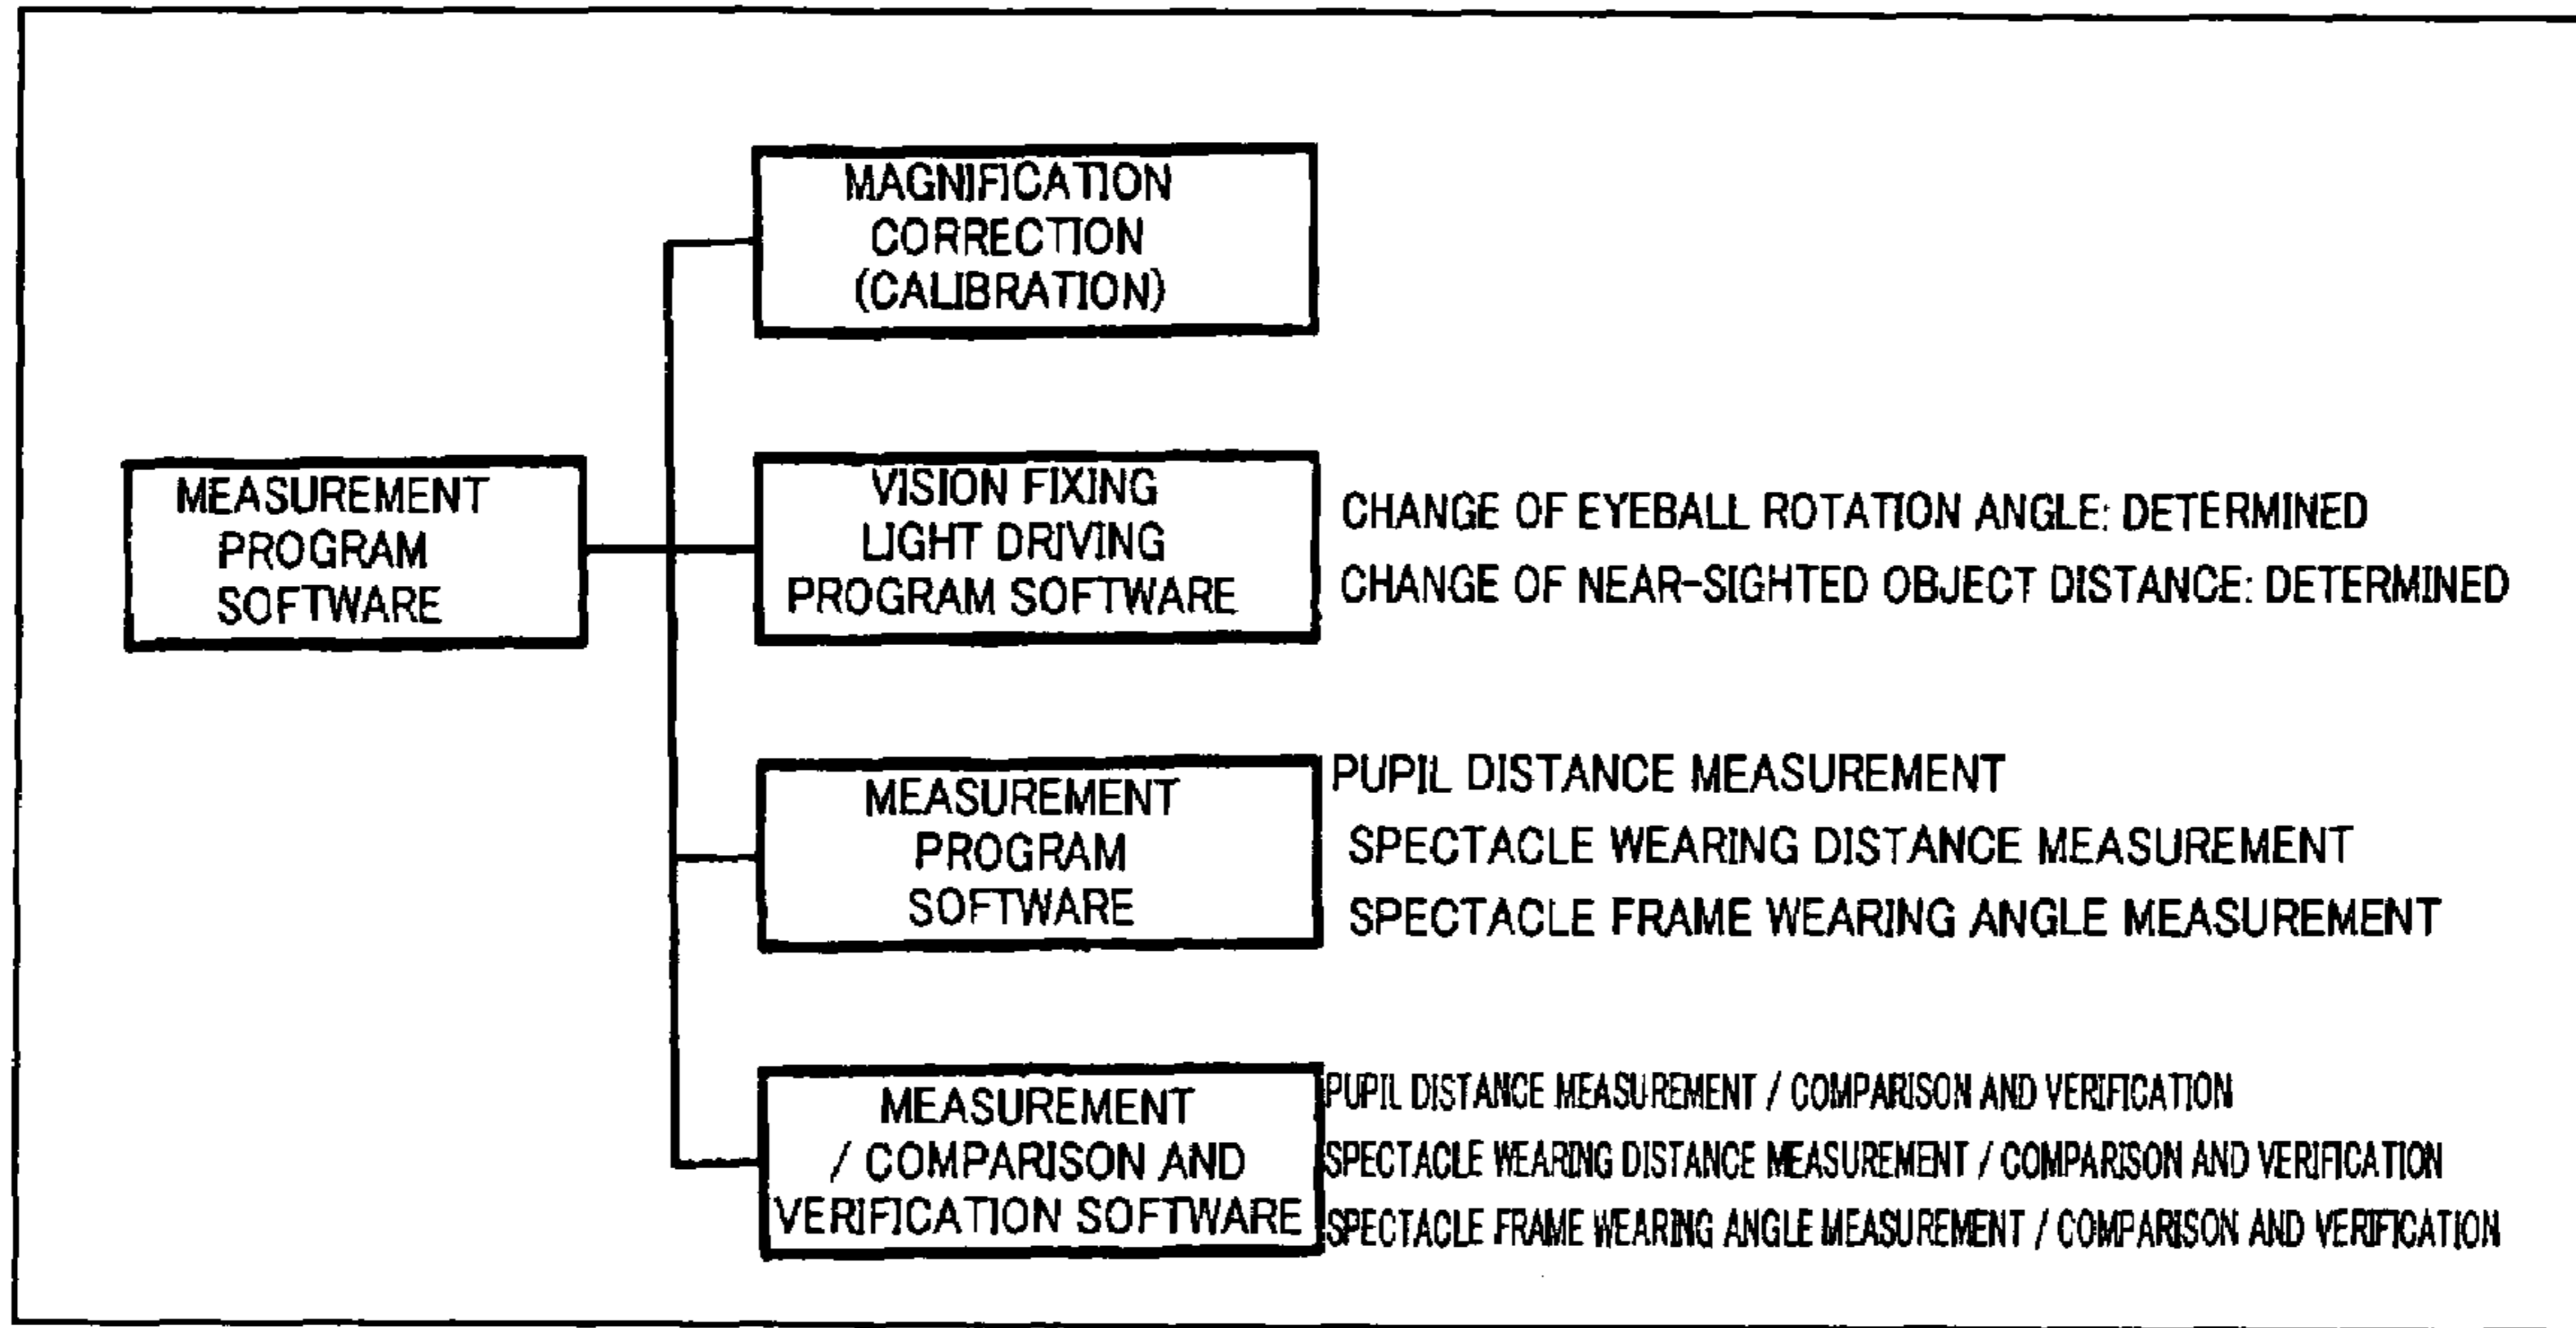 MAGNIFICATION
CORRECTION
(CALIBRATION)
MEASUREMENT
PROGRAM
SOFTWARE
VISION FIXING
LIGHT DRIVING
PROGRAM SOFTWARE
CHANGE OF EYEBALL ROTATION ANGLE: DETERMINED
CHANGE OF NEAR-SIGHTED OBJECT DISTANCE: DETERMINED
MEASUREMENT
PROGRAM
SOFTWARE
PUPIL DISTANCE MEASUREMENT
SPECTACLE WEARING DISTANCE MEASUREMENT
SPECTACLE FRAME WEARING ANGLE MEASUREMENT
MEASUREMENT
/ COMPARISON AND
VERIFICATION SOFTWARE
PUPIL DISTANCE MEASUREMENT / COMPARISON AND VERIFICATION
SPECTACLE WEARING DISTANCE MEASUREMENT / COMPARISON AND VERIFICATION
SPECTACLE FRAME WEARING ANGLE MEASUREMENT / COMPARISON AND VERIFICATION